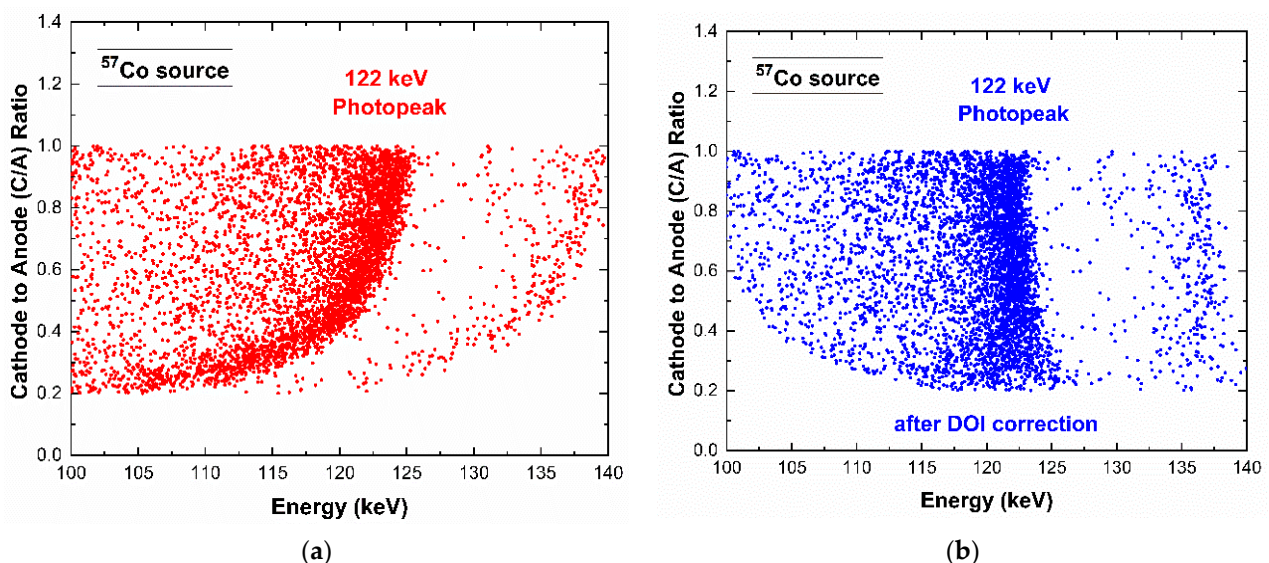 1.4
1.2
1.0
0.8
0.6
0.4
0.2
0.0
Cathode to Anode (C/A) Ratio
⁵⁷Co source
122 keV
Photopeak
100 105 110 115 120 125 130 135 140
Energy (keV)
(a)
1.4
1.2
1.0
0.8
0.6
0.4
0.2
0.0
Cathode to Anode (C/A) Ratio
⁵⁷Co source
122 keV
Photopeak
after DOI correction
100 105 110 115 120 125 130 135 140
Energy (keV)
(b)